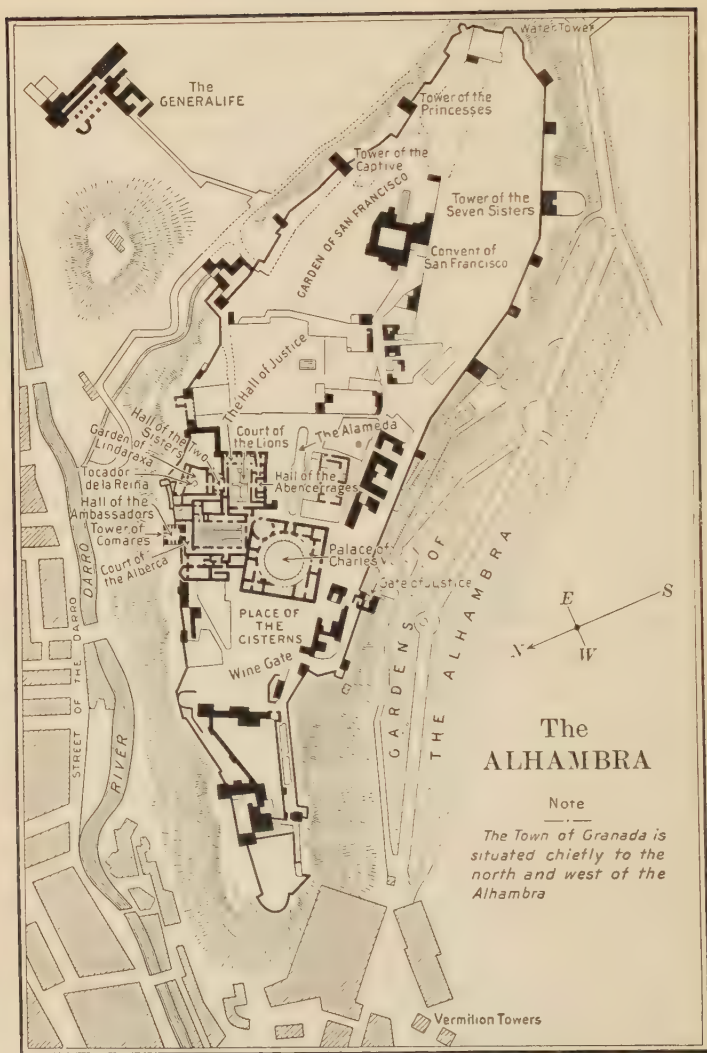 Water Tower
The
GENERALIFE
Tower of the
Princesses
Tower of the
Captive
GARDEN OF SAN FRANCISCO
Tower of the
Seven Sisters
Convent of
San Francisco
The Hall of Justice
Hall of the Two
Sisters
Court of
the Lions
The Alameda
Garden of
Lindaraxa
Tocador
de la Reina
Hall of the
Abencerrages
Hall of the
Ambassadors
Tower of
Comares
Court of
the Alberca
Palace of
Charles V
Gate of Justice
PLACE OF
THE
CISTERNS
Wine Gate
DARRO
RIVER
STREET OF THE DARRO
GARDENS OF
THE ALHAMBRA
E
S
N
W
The
ALHAMBRA
Note
The Town of Granada is
situated chiefly to the
north and west of the
Alhambra
Vermilion Towers